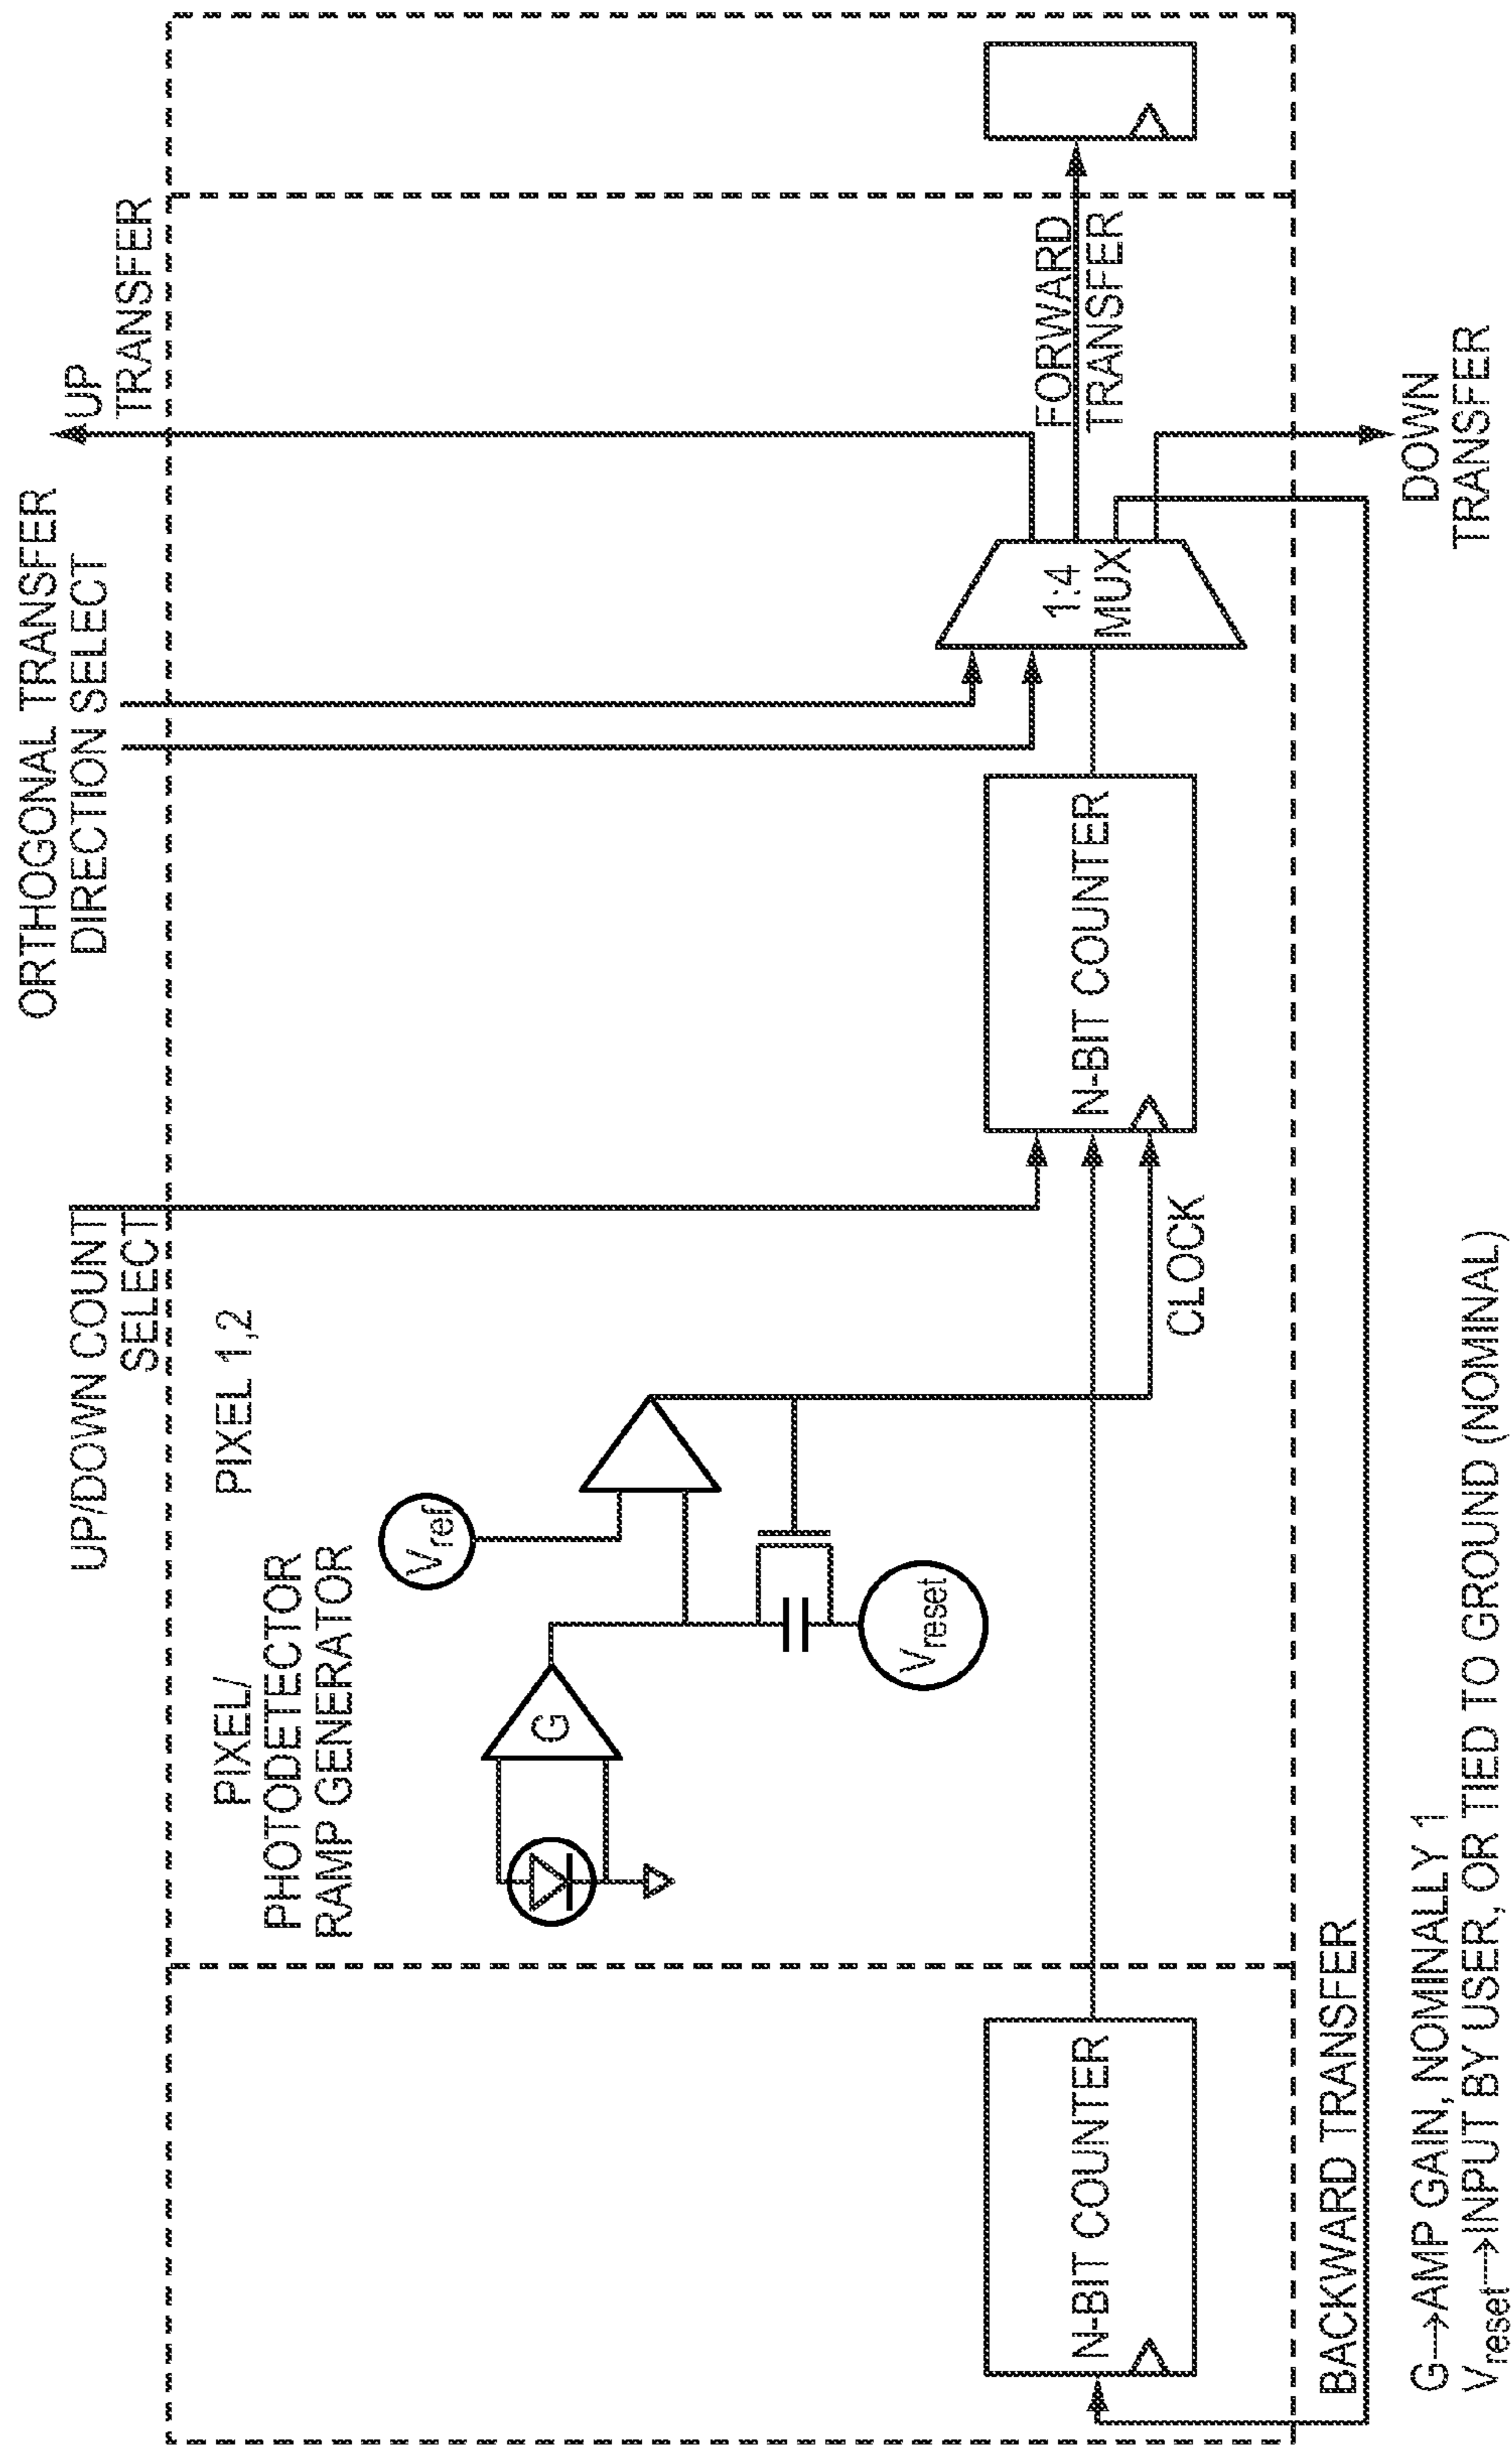 ORTHOGONAL TRANSFER
DIRECTION SELECT
UP
TRANSFER
UP/DOWN COUNT
SELECT
PIXEL/
PHOTODETECTOR
RAMP GENERATOR
PIXEL 1,2
Vref
G
Vreset
FORWARD
TRANSFER
1:4
MUX
N-BIT COUNTER
N-BIT COUNTER
CLOCK
BACKWARD TRANSFER
DOWN
TRANSFER
G→AMP GAIN, NOMINALLY 1
Vreset→INPUT BY USER, OR TIED TO GROUND (NOMINAL)